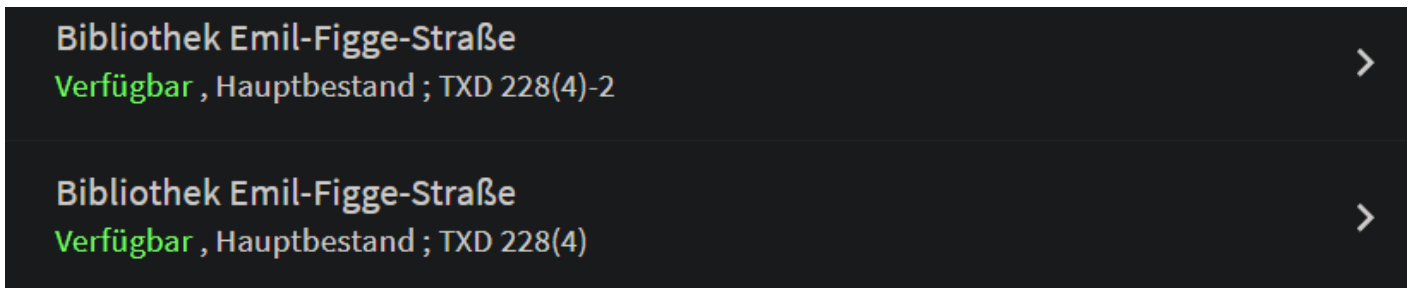 Bibliothek Emil-Figge-Straße
Verfügbar , Hauptbestand ; TXD 228(4)-2
Bibliothek Emil-Figge-Straße
Verfügbar , Hauptbestand ; TXD 228(4)